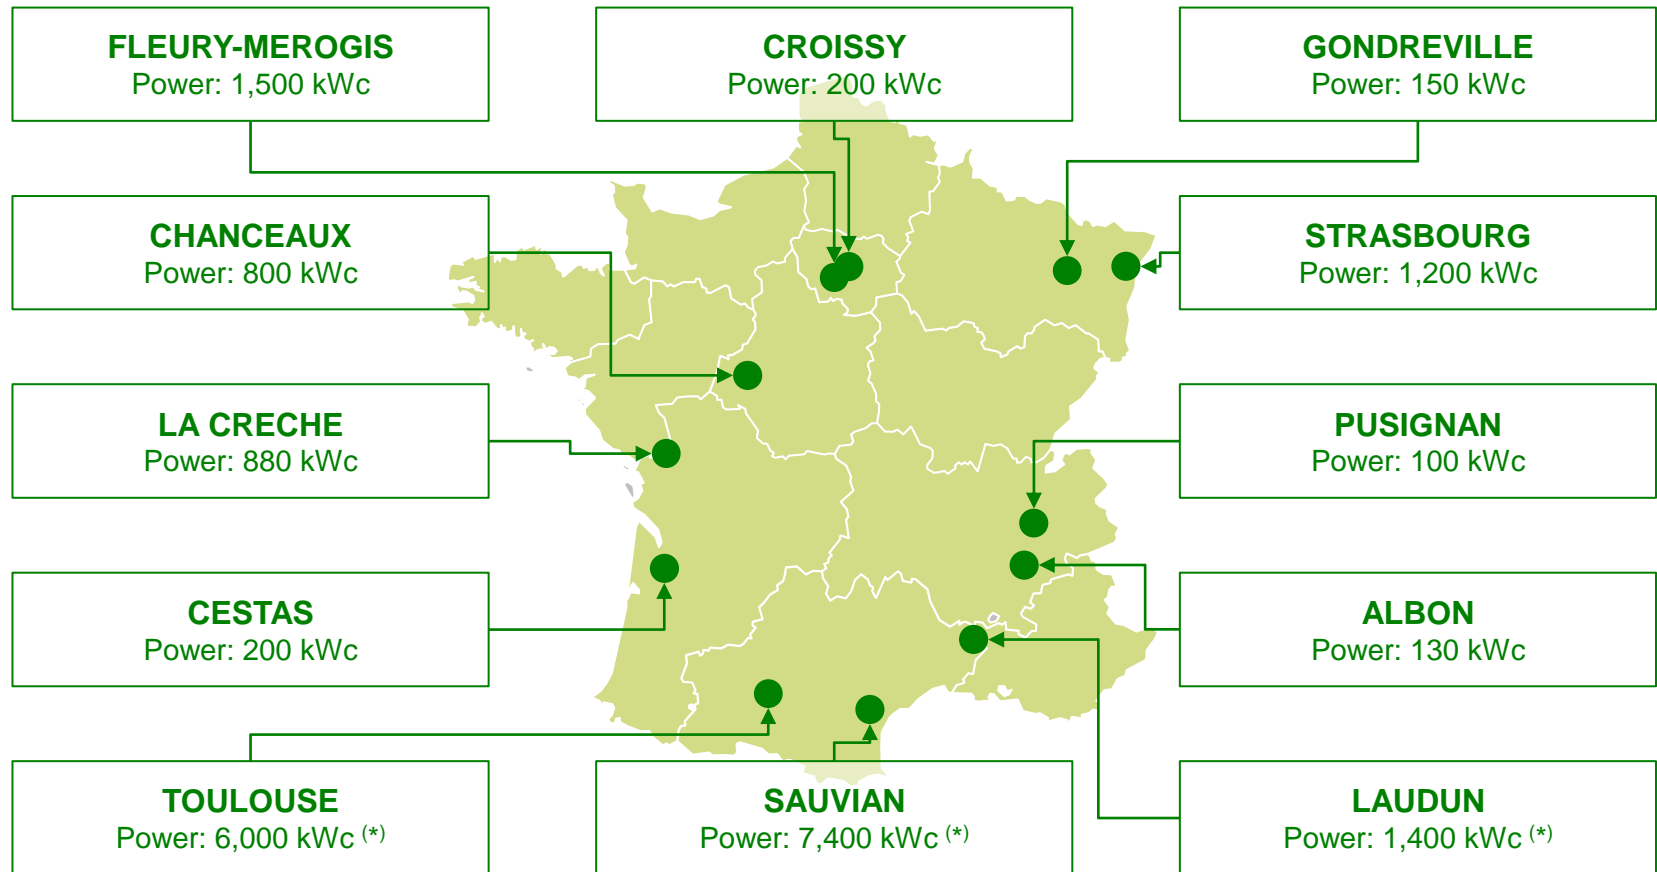 FLEURY-MEROGIS
Power: 1,500 kWc
CROISSY
Power: 200 kWc
GONDREVILLE
Power: 150 kWc
CHANCEAUX
Power: 800 kWc
STRASBOURG
Power: 1,200 kWc
LA CRECHE
Power: 880 kWc
PUSIGNAN
Power: 100 kWc
CESTAS
Power: 200 kWc
ALBON
Power: 130 kWc
TOULOUSE
Power: 6,000 kWc (*)
SAUVIAN
Power: 7,400 kWc (*)
LAUDUN
Power: 1,400 kWc (*)